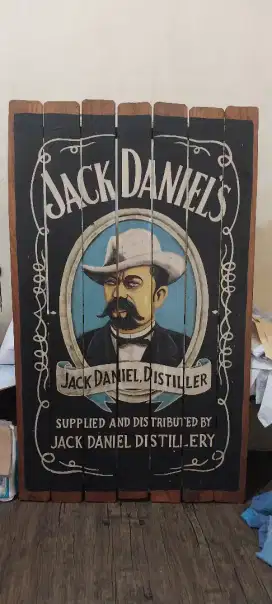 JACK DANIEL'S
JACK DANIEL, DISTILLER
SUPPLIED AND DISTRIBUTED BY
JACK DANIEL DISTILLERY